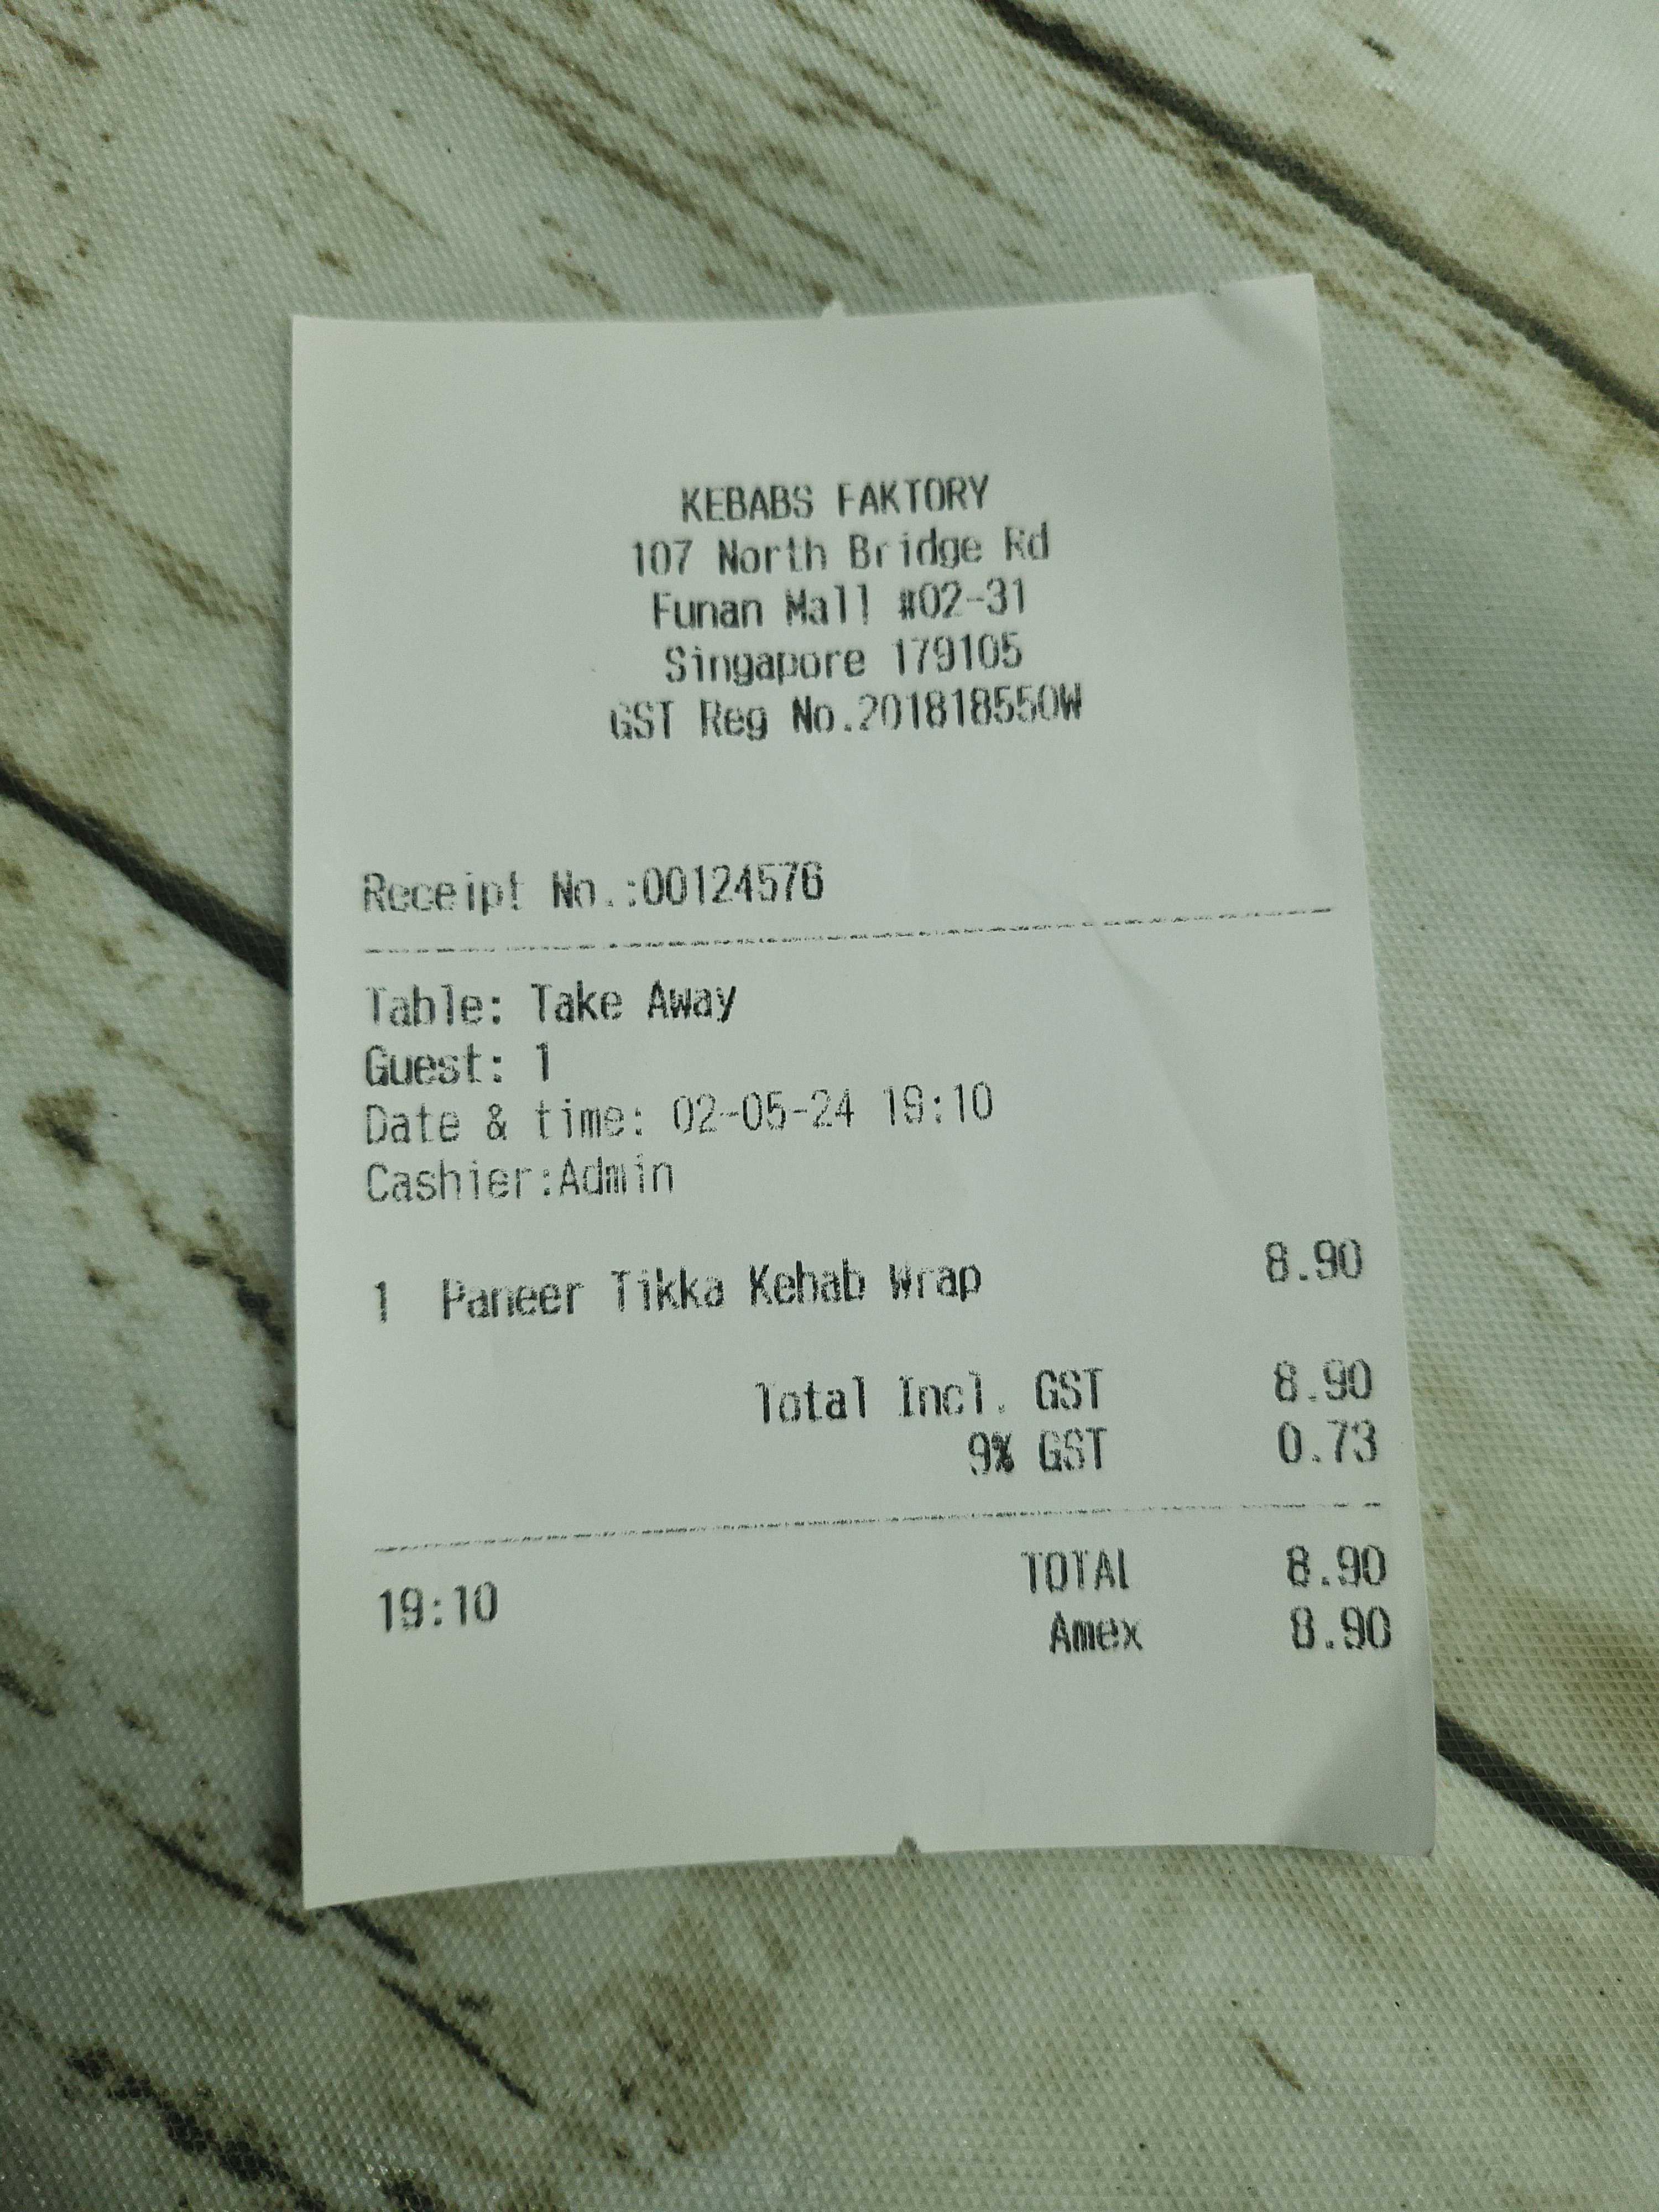 KEBABS FAKTORY
107 North Bridge Rd
Funan Mall #02-31
Singapore 179105
GST Reg No.201818550W
Receipt No.:00124576
Table: Take Away
Guest: 1
Date & time: 02-05-24 19:10
Cashier:Admin
1 Paneer Tikka Kebab Wrap 8.90
Total Incl. GST 8.90
9% GST 0.73
TOTAL 8.90
19:10 Amex 8.90